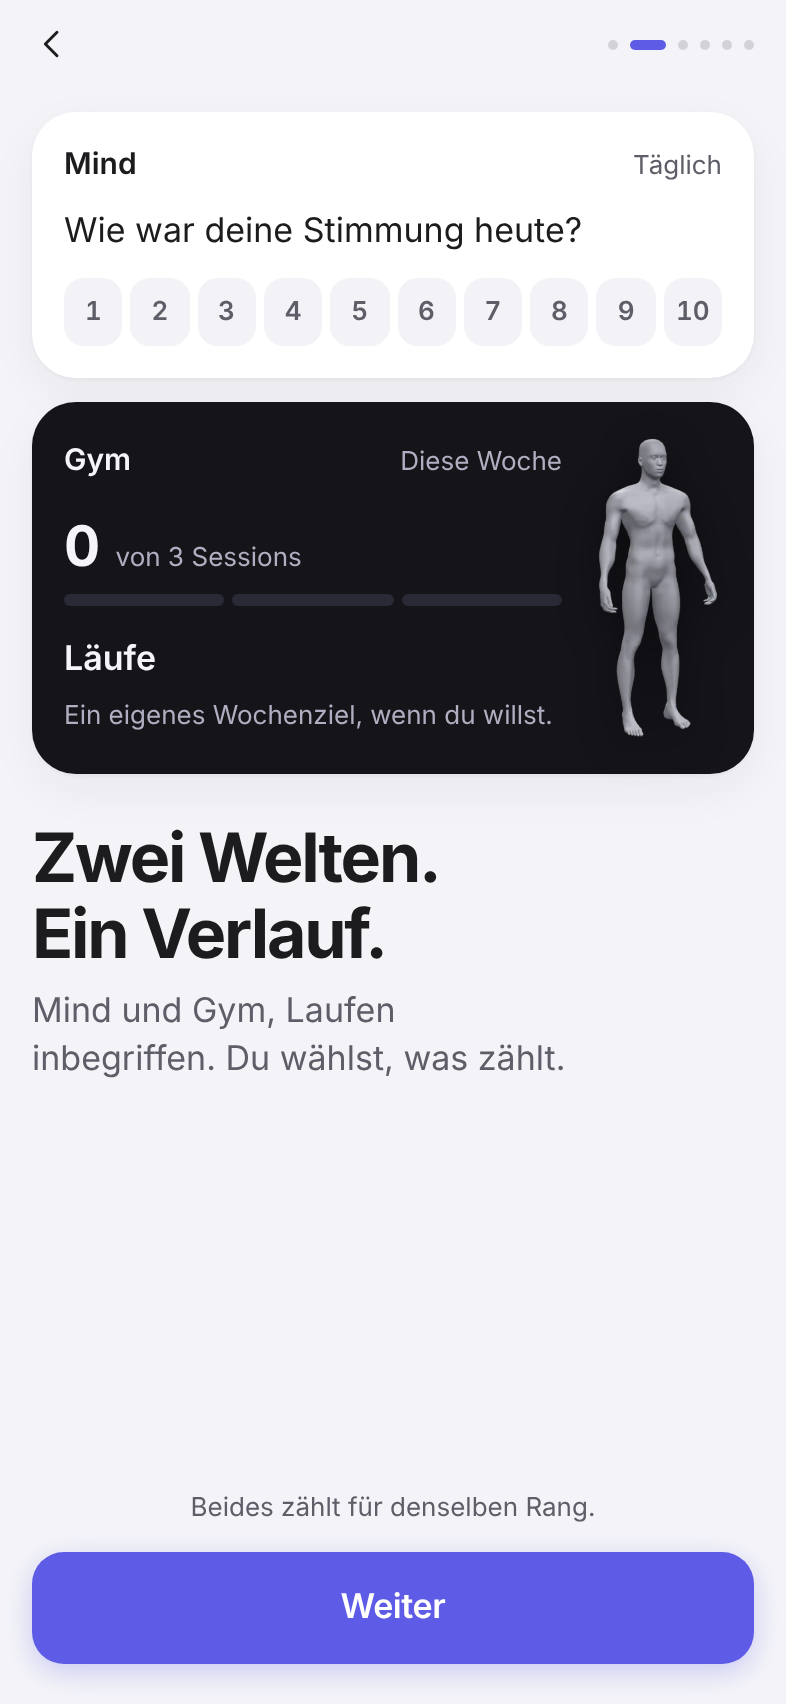 Mind
Täglich
Wie war deine Stimmung heute?
1 2 3 4 5 6 7 8 9 10
Gym
Diese Woche
0 von 3 Sessions
Läufe
Ein eigenes Wochenziel, wenn du willst.
Zwei Welten.
Ein Verlauf.
Mind und Gym, Laufen
inbegriffen. Du wählst, was zählt.
Beides zählt für denselben Rang.
Weiter